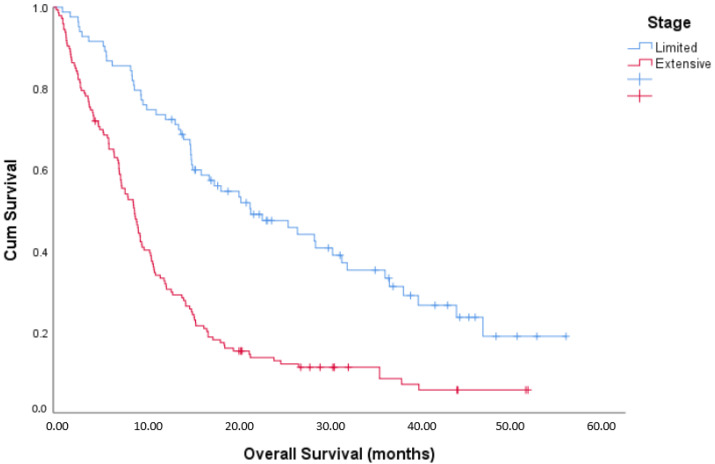 Stage
Limited
Extensive
Cum Survival
1.0
0.8
0.6
0.4
0.2
0.0
0.00 10.00 20.00 30.00 40.00 50.00 60.00
Overall Survival (months)